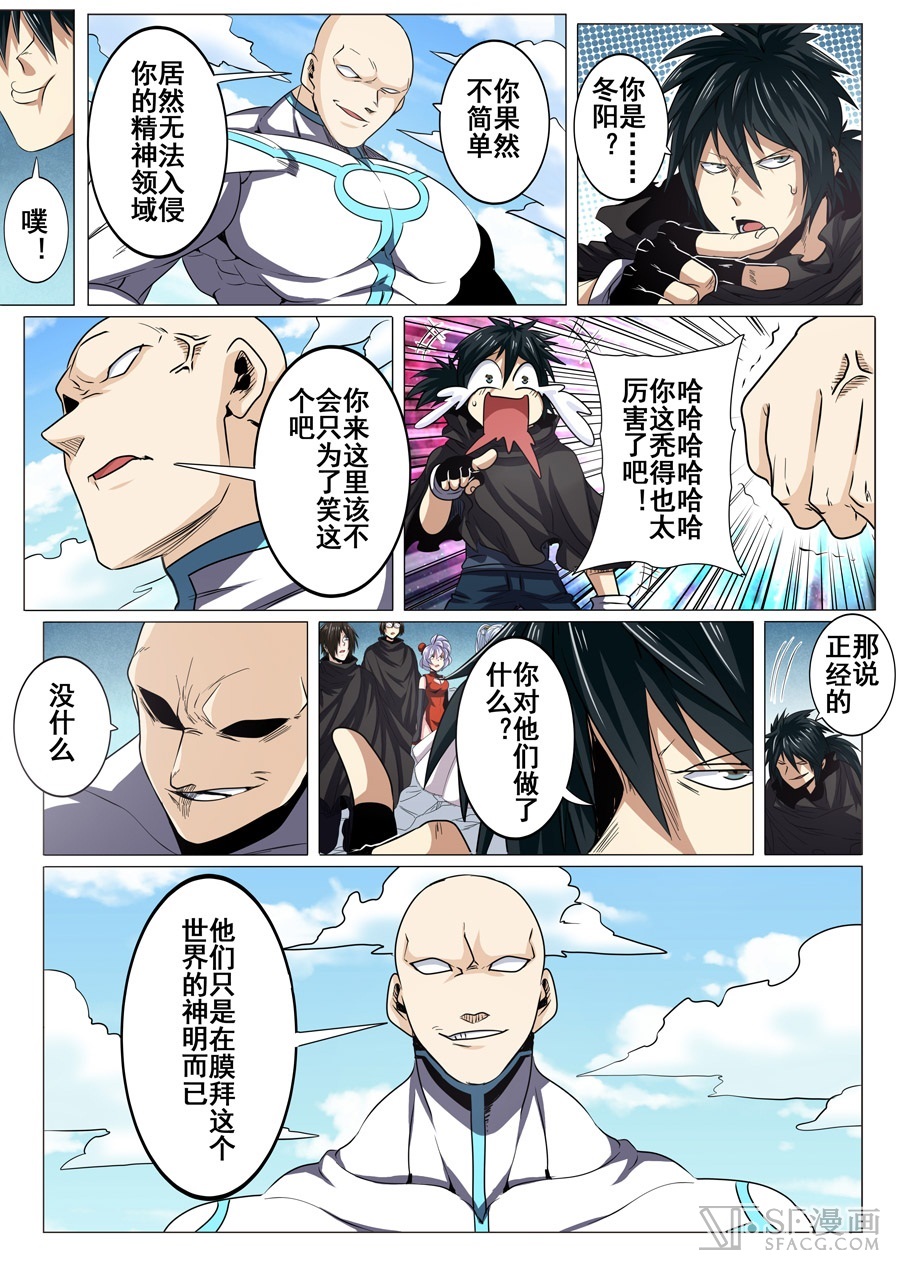 你是……
冬阳？
你果然
不简单
居然无法入侵
你的精神领域
噗！
哈哈哈哈哈哈
你这秃得也太
厉害了吧！
你来这里该不
会只为了笑这
个吧
那说
正经的
你对他们做了
什么？
没什么
他们只是在膜拜这个
世界的神明而已
SF漫画
SFACG.COM